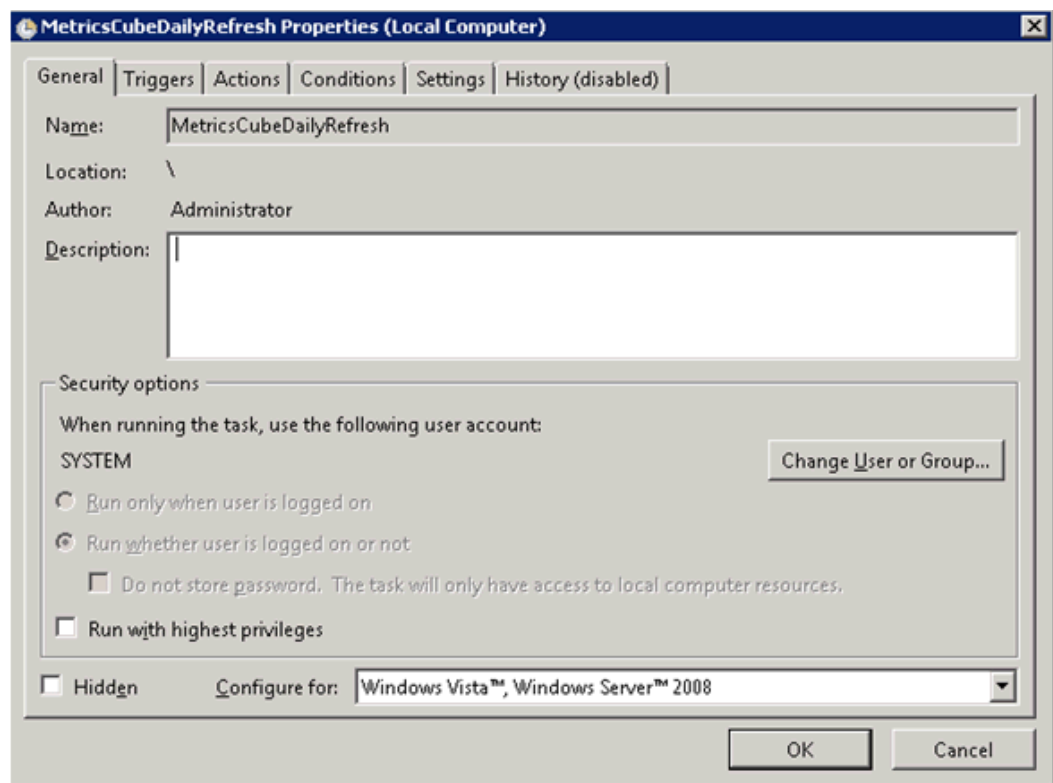 MetricsCubeDailyRefresh Properties (Local Computer)
General Triggers Actions Conditions Settings History (disabled)
Name: MetricsCubeDailyRefresh
Location: \
Author: Administrator
Description:
Security options
When running the task, use the following user account:
SYSTEM Change User or Group...
Run only when user is logged on
Run whether user is logged on or not
Do not store password. The task will only have access to local computer resources.
Run with highest privileges
Hidden Configure for: Windows Vista™, Windows Server™ 2008
OK Cancel